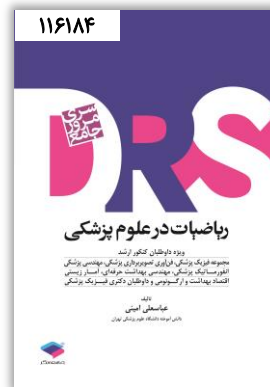 ۱۱۶۱۸۴
DRS
سری
مرور
جامع
ریاضیات در علوم پزشکی
ویژه داوطلبان کنکور ارشد
مجموعه فیزیک پزشکی، فن‌آوری تصویربرداری پزشکی، مهندسی پزشکی
انفورماتیک پزشکی، مهندسی بهداشت حرفه‌ای، آمار زیستی
اقتصاد بهداشت و ارگونومی و داوطلبان دکتری فیزیک پزشکی
تألیف
عباسعلی امینی
دانش آموخته دانشگاه علوم پزشکی تهران